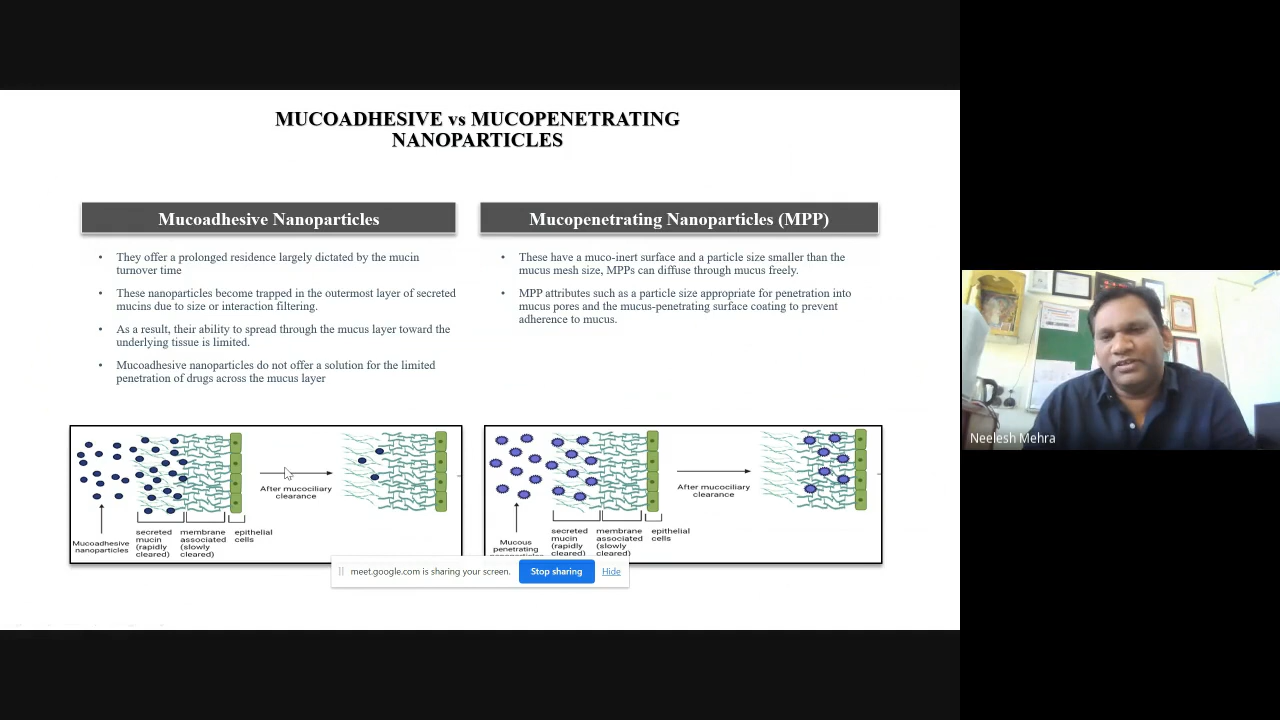 MUCOADHESIVE vs MUCOPENETRATING
NANOPARTICLES
Mucoadhesive Nanoparticles
• They offer a prolonged residence largely dictated by the mucin
turnover time
• These nanoparticles become trapped in the outermost layer of secreted
mucins due to size or interaction filtering.
• As a result, their ability to spread through the mucus layer toward the
underlying tissue is limited.
• Mucoadhesive nanoparticles do not offer a solution for the limited
penetration of drugs across the mucus layer
Mucopenetrating Nanoparticles (MPP)
• These have a muco-inert surface and a particle size smaller than the
mucus mesh size, MPPs can diffuse through mucus freely.
• MPP attributes such as a particle size appropriate for penetration into
mucus pores and the mucus-penetrating surface coating to prevent
adherence to mucus.
After mucociliary
clearance
Mucoadhesive
nanoparticles
secreted
mucin
(rapidly
cleared)
membrane
associated
(slowly
cleared)
epithelial
cells
After mucociliary
clearance
Mucous
penetrating
secreted
mucin
(rapidly
cleared)
membrane
associated
(slowly
cleared)
epithelial
cells
meet.google.com is sharing your screen.
Stop sharing
Hide
Neelesh Mehra